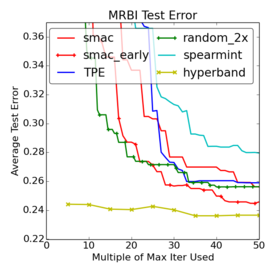 MRBI Test Error
smac
smac_early
TPE
random_2x
spearmint
hyperband
Average Test Error
0.36
0.34
0.32
0.30
0.28
0.26
0.24
0.22
0 10 20 30 40 50
Multiple of Max Iter Used